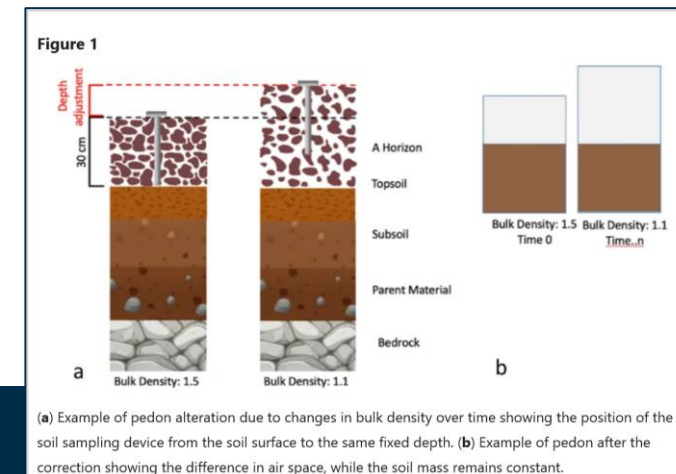 Figure 1
Depth
adjustment
30 cm
A Horizon
Topsoil
Subsoil
Parent Material
Bedrock
a
Bulk Density: 1.5
Bulk Density: 1.1
Bulk Density: 1.5
Time 0
Bulk Density: 1.1
Time..n
b
(a) Example of pedon alteration due to changes in bulk density over time showing the position of the
soil sampling device from the soil surface to the same fixed depth. (b) Example of pedon after the
correction showing the difference in air space, while the soil mass remains constant.